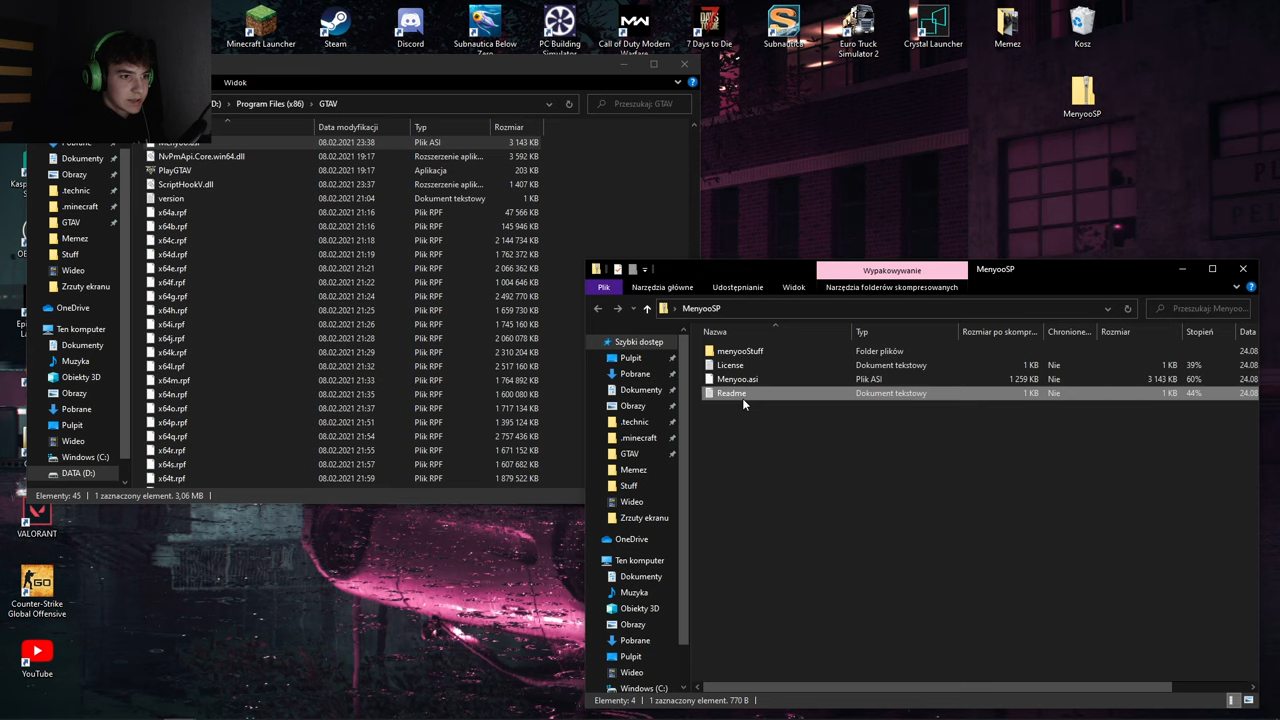 Minecraft Launcher
Steam
Discord
Subnautica Below Zero
PC Building Simulator
Call of Duty Modern Warfare
7 Days to Die
Subnautica
Euro Truck Simulator 2
Crystal Launcher
Memez
Kosz
MenyooSP
Widok
(D:) > Program Files (x86) > GTAV
Przeszukaj: GTAV
Data modyfikacji Typ Rozmiar
08.02.2021 23:38 Plik ASI 3 143 KB
NvPmApi.Core.win64.dll 08.02.2021 19:17 Rozszerzenie aplik... 3 592 KB
PlayGTAV 08.02.2021 19:17 Aplikacja 203 KB
ScriptHookV.dll 08.02.2021 23:37 Rozszerzenie aplik... 1 407 KB
version 08.02.2021 21:04 Dokument tekstowy 1 KB
x64a.rpf 08.02.2021 21:16 Plik RPF 47 566 KB
x64b.rpf 08.02.2021 21:16 Plik RPF 145 946 KB
x64c.rpf 08.02.2021 21:18 Plik RPF 2 144 734 KB
x64d.rpf 08.02.2021 21:19 Plik RPF 1 762 372 KB
x64e.rpf 08.02.2021 21:21 Plik RPF 2 066 362 KB
x64f.rpf 08.02.2021 21:22 Plik RPF 1 004 646 KB
x64g.rpf 08.02.2021 21:24 Plik RPF 2 492 770 KB
x64h.rpf 08.02.2021 21:25 Plik RPF 1 659 730 KB
x64i.rpf 08.02.2021 21:26 Plik RPF 1 745 160 KB
x64j.rpf 08.02.2021 21:28 Plik RPF 2 060 078 KB
x64k.rpf 08.02.2021 21:29 Plik RPF 2 310 204 KB
x64l.rpf 08.02.2021 21:31 Plik RPF 2 517 160 KB
x64m.rpf 08.02.2021 21:33 Plik RPF 1 764 892 KB
x64n.rpf 08.02.2021 21:34 Plik RPF 1 600 080 KB
x64o.rpf 08.02.2021 21:37 Plik RPF 1 717 134 KB
x64p.rpf 08.02.2021 21:51 Plik RPF 1 395 124 KB
x64q.rpf 08.02.2021 21:54 Plik RPF 2 757 436 KB
x64r.rpf 08.02.2021 21:55 Plik RPF 1 671 152 KB
x64s.rpf 08.02.2021 21:57 Plik RPF 1 607 682 KB
x64t.rpf 08.02.2021 21:59 Plik RPF 1 879 522 KB
Dokumenty
Obrazy
.technic
.minecraft
GTAV
Memez
Stuff
Wideo
Zrzuty ekranu
OneDrive
Ten komputer
Dokumenty
Muzyka
Obiekty 3D
Obrazy
Pobrane
Pulpit
Wideo
Windows (C:)
DATA (D:)
Elementy: 45 1 zaznaczony element. 3,06 MB
VALORANT
Counter-Strike Global Offensive
YouTube
Wypakowywanie MenyooSP
Plik Narzędzia główne Udostępnianie Widok Narzędzia folderów skompresowanych
MenyooSP
Przeszukaj: Menyoo...
Nazwa Typ Rozmiar po skompr... Chronione... Rozmiar Stopień Data
menyooStuff Folder plików 24.08
License Dokument tekstowy 1 KB Nie 1 KB 39% 24.08
Menyoo.asi Plik ASI 1 259 KB Nie 3 143 KB 60% 24.08
Readme Dokument tekstowy 1 KB Nie 1 KB 44% 24.08
Szybki dostęp
Pulpit
Pobrane
Dokumenty
Obrazy
.technic
.minecraft
GTAV
Memez
Stuff
Wideo
Zrzuty ekranu
OneDrive
Ten komputer
Dokumenty
Muzyka
Obiekty 3D
Obrazy
Pobrane
Pulpit
Wideo
Windows (C:)
Elementy: 4 1 zaznaczony element. 770 B